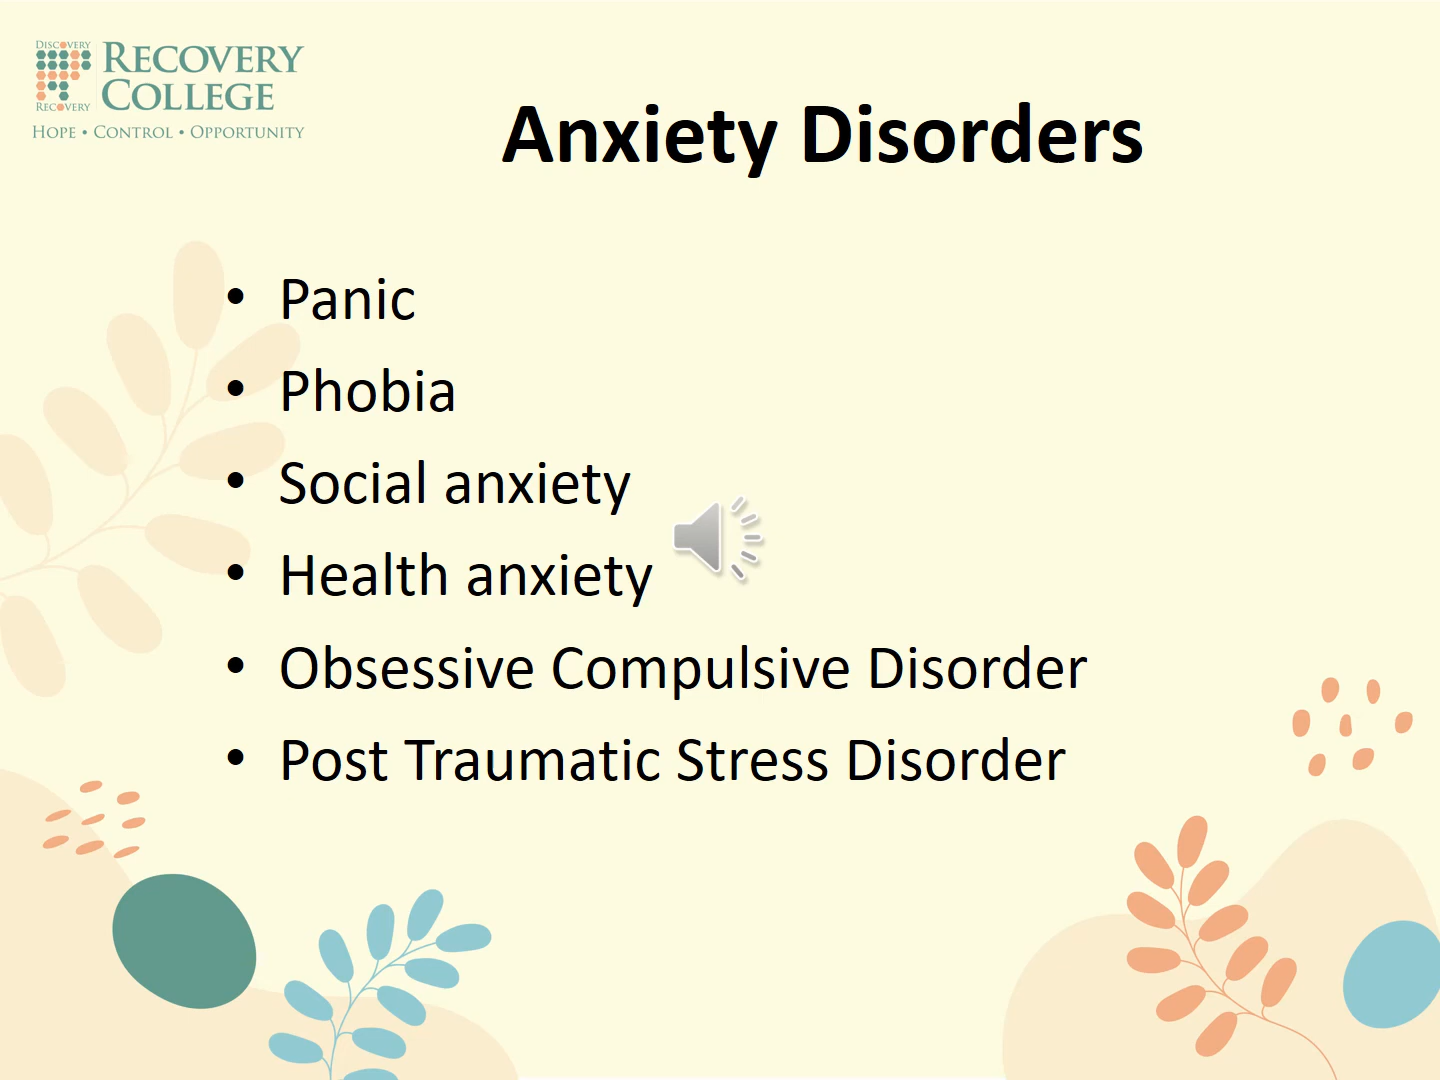 DISCOVERY
RECOVERY
COLLEGE
RECOVERY
HOPE • CONTROL • OPPORTUNITY
Anxiety Disorders
• Panic
• Phobia
• Social anxiety
• Health anxiety
• Obsessive Compulsive Disorder
• Post Traumatic Stress Disorder